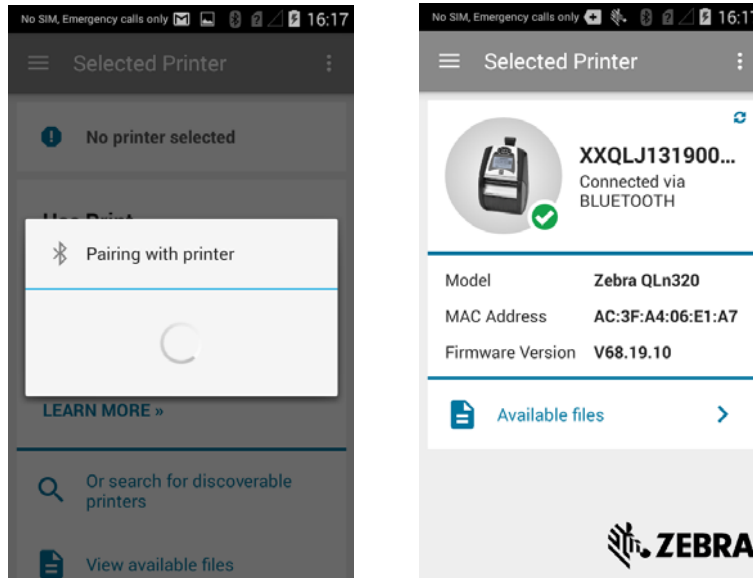 No SIM, Emergency calls only 16:17
Selected Printer
No printer selected
Pairing with printer
LEARN MORE »
Or search for discoverable
printers
View available files
No SIM, Emergency calls only 16:17
Selected Printer
XXQLJ131900...
Connected via
BLUETOOTH
Model Zebra QLn320
MAC Address AC:3F:A4:06:E1:A7
Firmware Version V68.19.10
Available files
ZEBRA